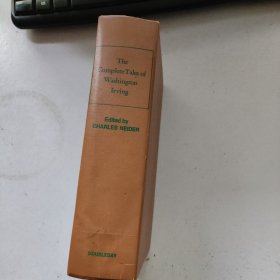 The
Complete Tales of
Washington
Irving
Edited by
CHARLES NEIDER
DOUBLEDAY